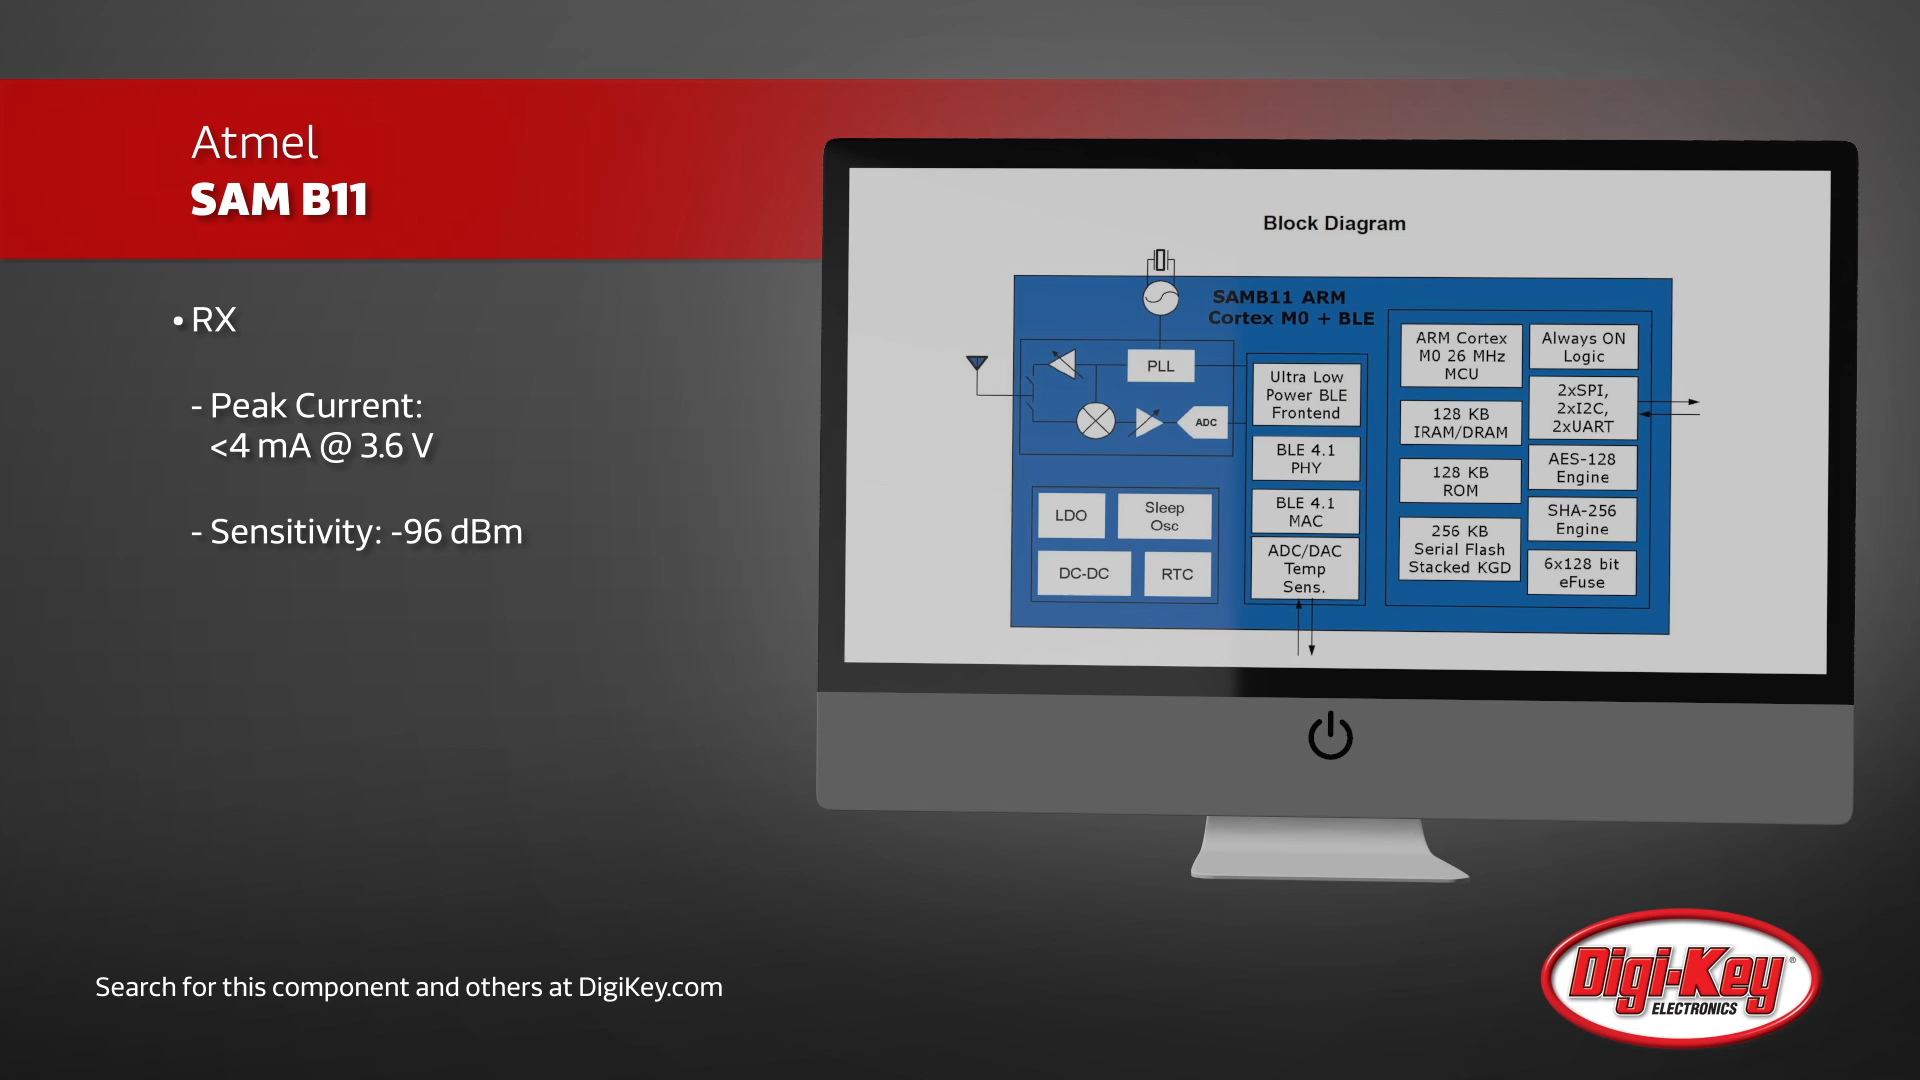 Atmel
SAM B11
• RX
- Peak Current:
<4 mA @ 3.6 V
- Sensitivity: -96 dBm
Block Diagram
SAMB11 ARM
Cortex M0 + BLE
PLL
ADC
LDO
Sleep
Osc
DC-DC
RTC
Ultra Low
Power BLE
Frontend
BLE 4.1
PHY
BLE 4.1
MAC
ADC/DAC
Temp
Sens.
ARM Cortex
M0 26 MHz
MCU
128 KB
IRAM/DRAM
128 KB
ROM
256 KB
Serial Flash
Stacked KGD
Always ON
Logic
2xSPI,
2xI2C,
2xUART
AES-128
Engine
SHA-256
Engine
6x128 bit
eFuse
Search for this component and others at DigiKey.com
Digi-Key®
ELECTRONICS